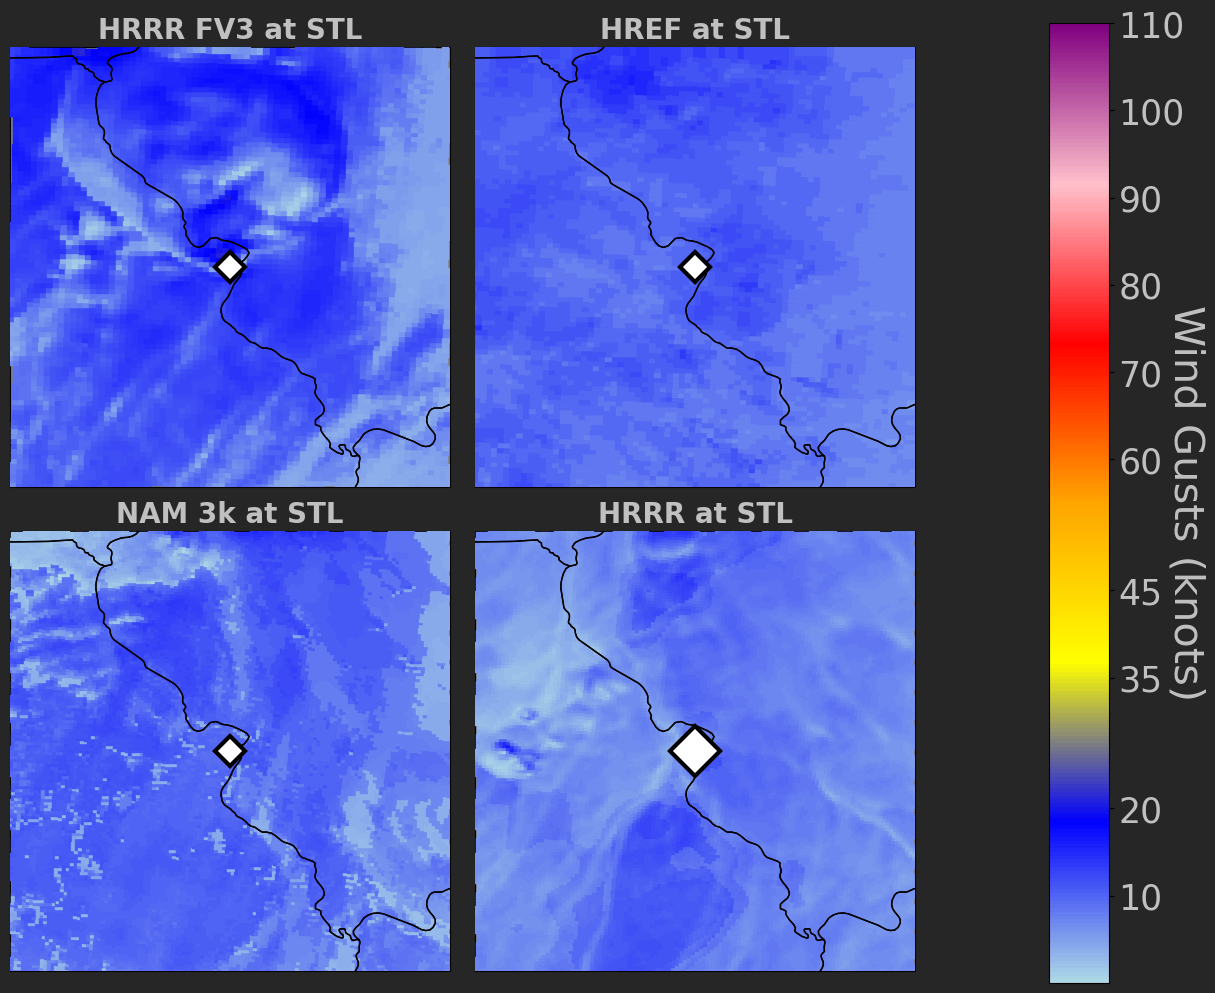 HRRR FV3 at STL
HREF at STL
NAM 3k at STL
HRRR at STL
110
100
90
80
70
60
45
35
20
10
Wind Gusts (knots)